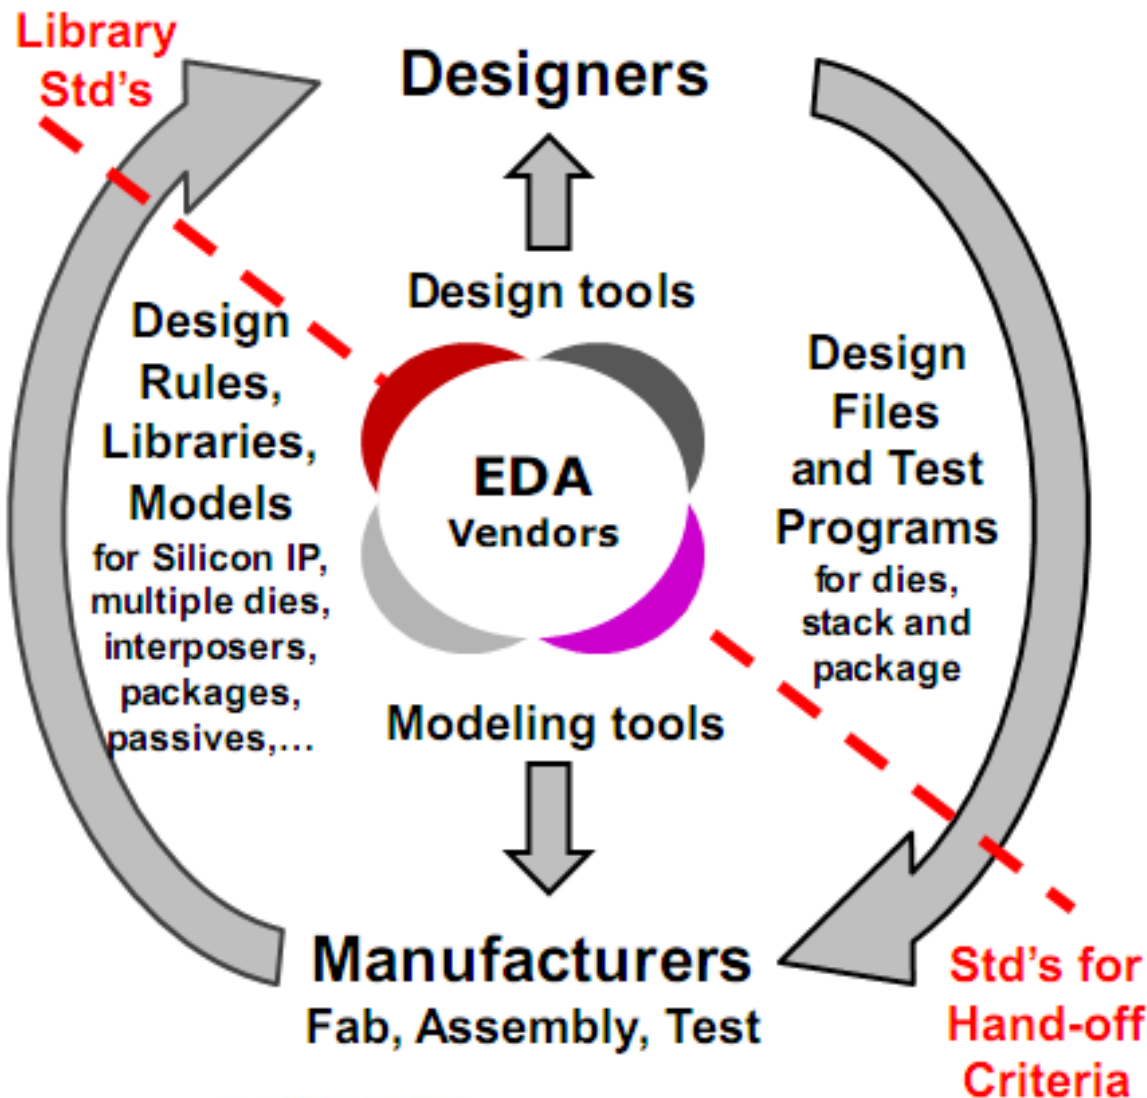 Library
Std's
Designers
Design tools
Design
Rules,
Libraries,
Models
for Silicon IP,
multiple dies,
interposers,
packages,
passives,...
EDA
Vendors
Design
Files
and Test
Programs
for dies,
stack and
package
Modeling tools
Manufacturers
Fab, Assembly, Test
Std's for
Hand-off
Criteria